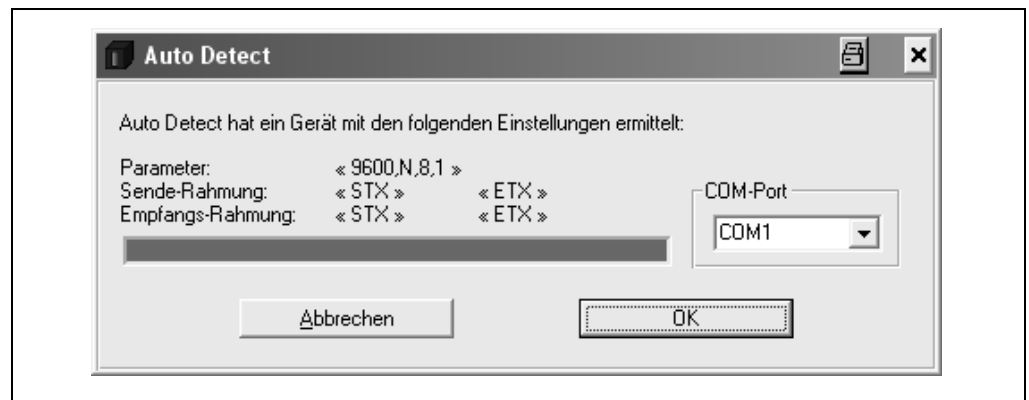 Auto Detect
Auto Detect hat ein Gerät mit den folgenden Einstellungen ermittelt:
Parameter: « 9600,N,8,1 »
Sende-Rahmung: « STX » « ETX »
Empfangs-Rahmung: « STX » « ETX »
COM-Port
COM1
Abbrechen OK